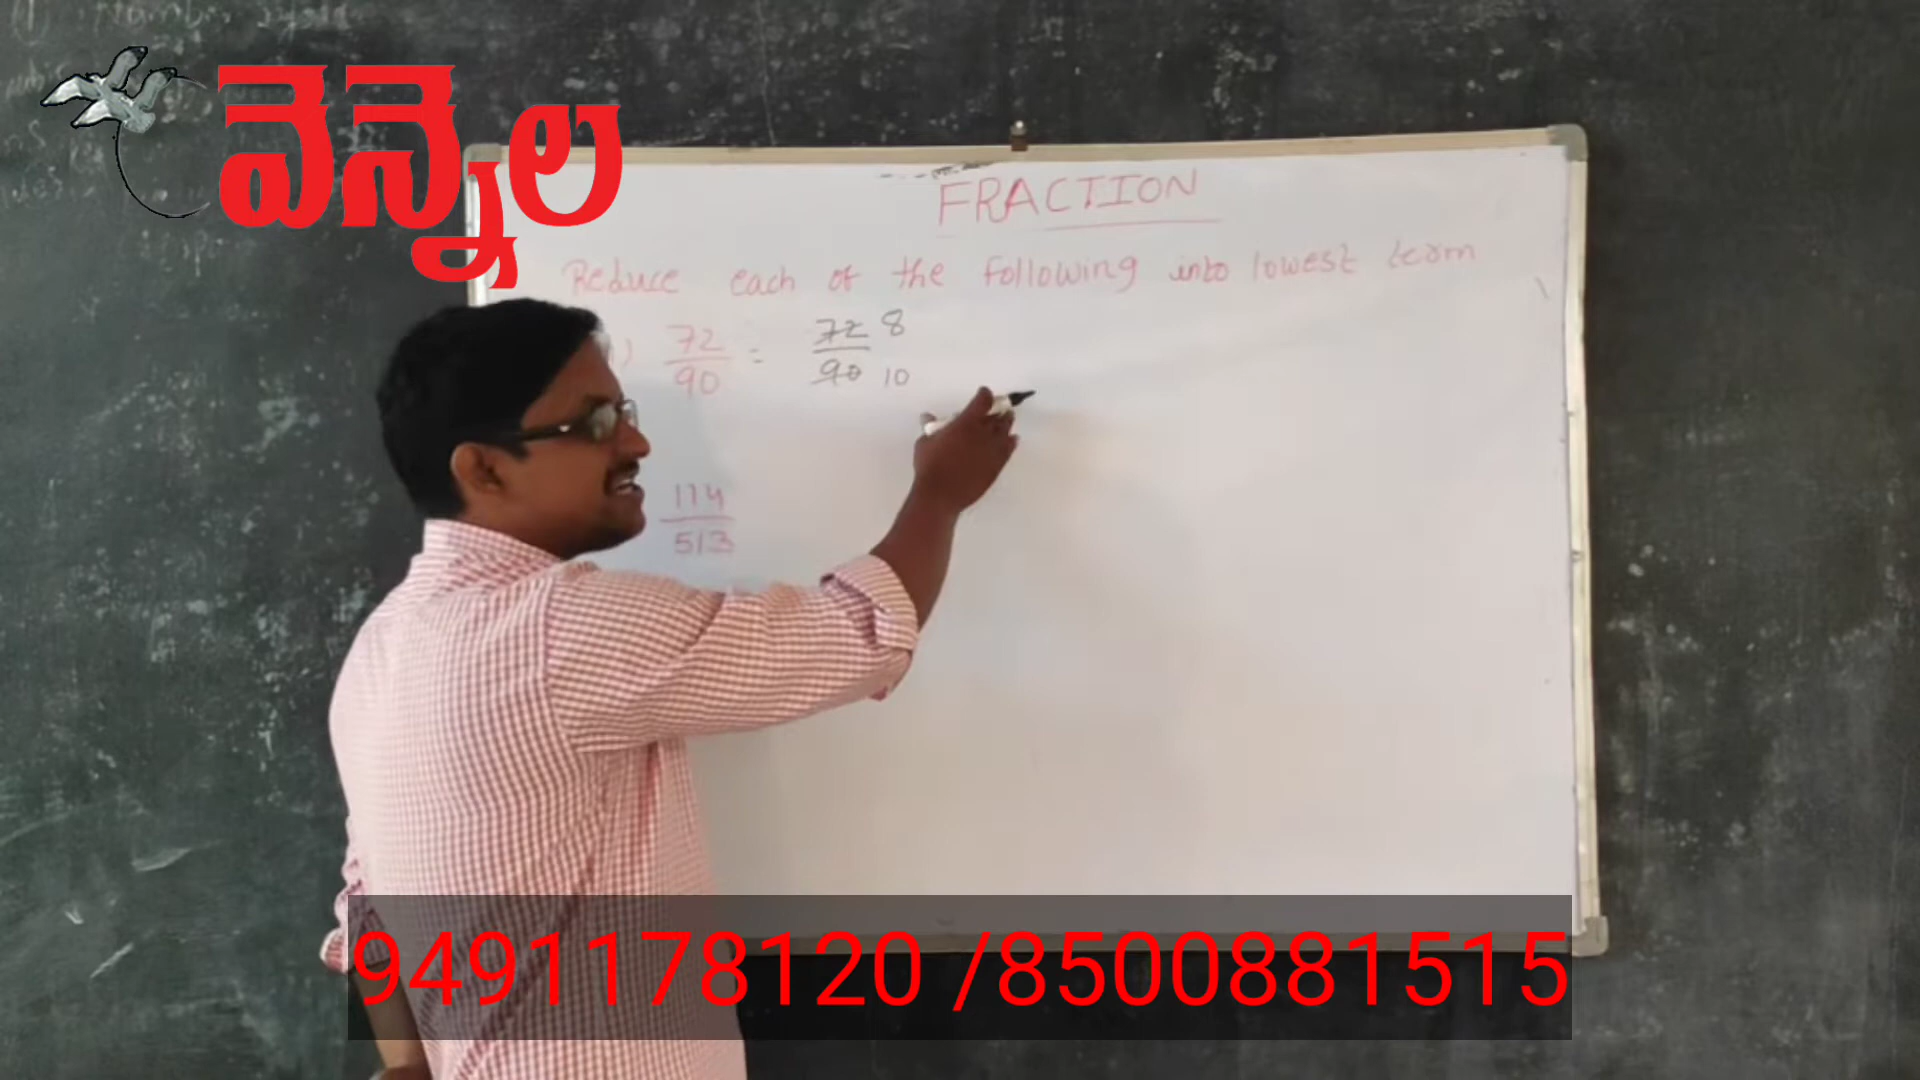 వెన్నెల
FRACTION
Reduce each of the following into lowest term
1) 72/90 = 72/90 8/10
114/513
9491178120 /8500881515